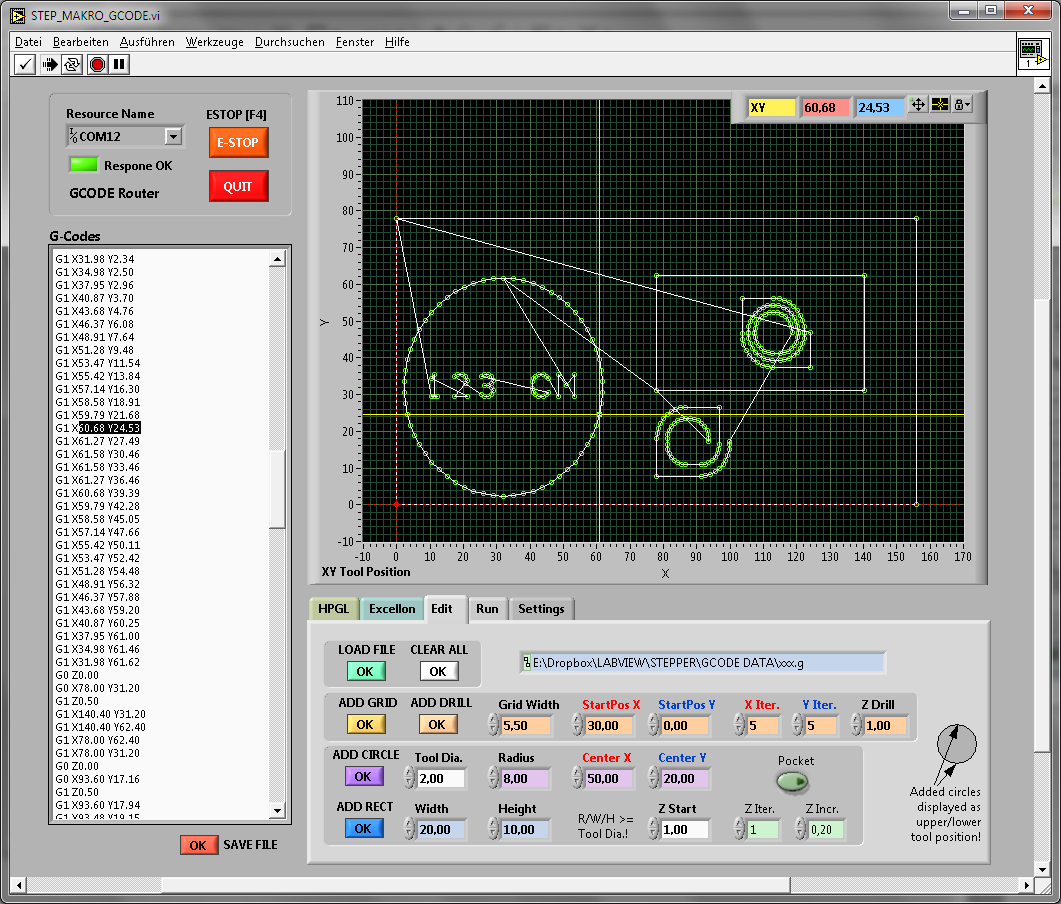 STEP_MAKRO_GCODE.vi
Datei Bearbeiten Ausführen Werkzeuge Durchsuchen Fenster Hilfe
1
Resource Name
ESTOP [F4]
COM12
E-STOP
Respone OK
GCODE Router
QUIT
G-Codes
G1 X31.98 Y2.34
G1 X34.98 Y2.50
G1 X37.95 Y2.96
G1 X40.87 Y3.70
G1 X43.68 Y4.76
G1 X46.37 Y6.08
G1 X48.91 Y7.64
G1 X51.28 Y9.48
G1 X53.47 Y11.54
G1 X55.42 Y13.84
G1 X57.14 Y16.30
G1 X58.58 Y18.91
G1 X59.79 Y21.68
G1 X60.68 Y24.53
G1 X61.27 Y27.49
G1 X61.58 Y30.46
G1 X61.58 Y33.46
G1 X61.27 Y36.46
G1 X60.68 Y39.39
G1 X59.79 Y42.28
G1 X58.58 Y45.05
G1 X57.14 Y47.66
G1 X55.42 Y50.11
G1 X53.47 Y52.42
G1 X51.28 Y54.48
G1 X48.91 Y56.32
G1 X46.37 Y57.88
G1 X43.68 Y59.20
G1 X40.87 Y60.25
G1 X37.95 Y61.00
G1 X34.98 Y61.46
G1 X31.98 Y61.62
G0 Z0.00
G0 X78.00 Y31.20
G1 Z0.50
G1 X140.40 Y31.20
G1 X140.40 Y62.40
G1 X78.00 Y62.40
G1 X78.00 Y31.20
G0 Z0.00
G0 X93.60 Y17.16
G1 Z0.50
G1 X93.60 Y17.94
G1 X93.48 Y19.15
OK SAVE FILE
XY 60,68 24,53
110
100
90
80
70
60
50
40
30
20
10
0
-10
Y
123 CM
-10 0 10 20 30 40 50 60 70 80 90 100 110 120 130 140 150 160 170
XY Tool Position
X
HPGL Excellon Edit Run Settings
LOAD FILE CLEAR ALL
OK OK
E:\Dropbox\LABVIEW\STEPPER\GCODE DATA\xxx.g
ADD GRID ADD DRILL Grid Width StartPos X StartPos Y X Iter. Y Iter. Z Drill
OK OK 5,50 30,00 0,00 5 5 1,00
ADD CIRCLE Tool Dia. Radius Center X Center Y Pocket
OK 2,00 8,00 50,00 20,00
ADD RECT Width Height R/W/H >= Tool Dia.! Z Start Z Iter. Z Incr.
OK 20,00 10,00 1,00 1 0,20
Added circles
displayed as
upper/lower
tool position!